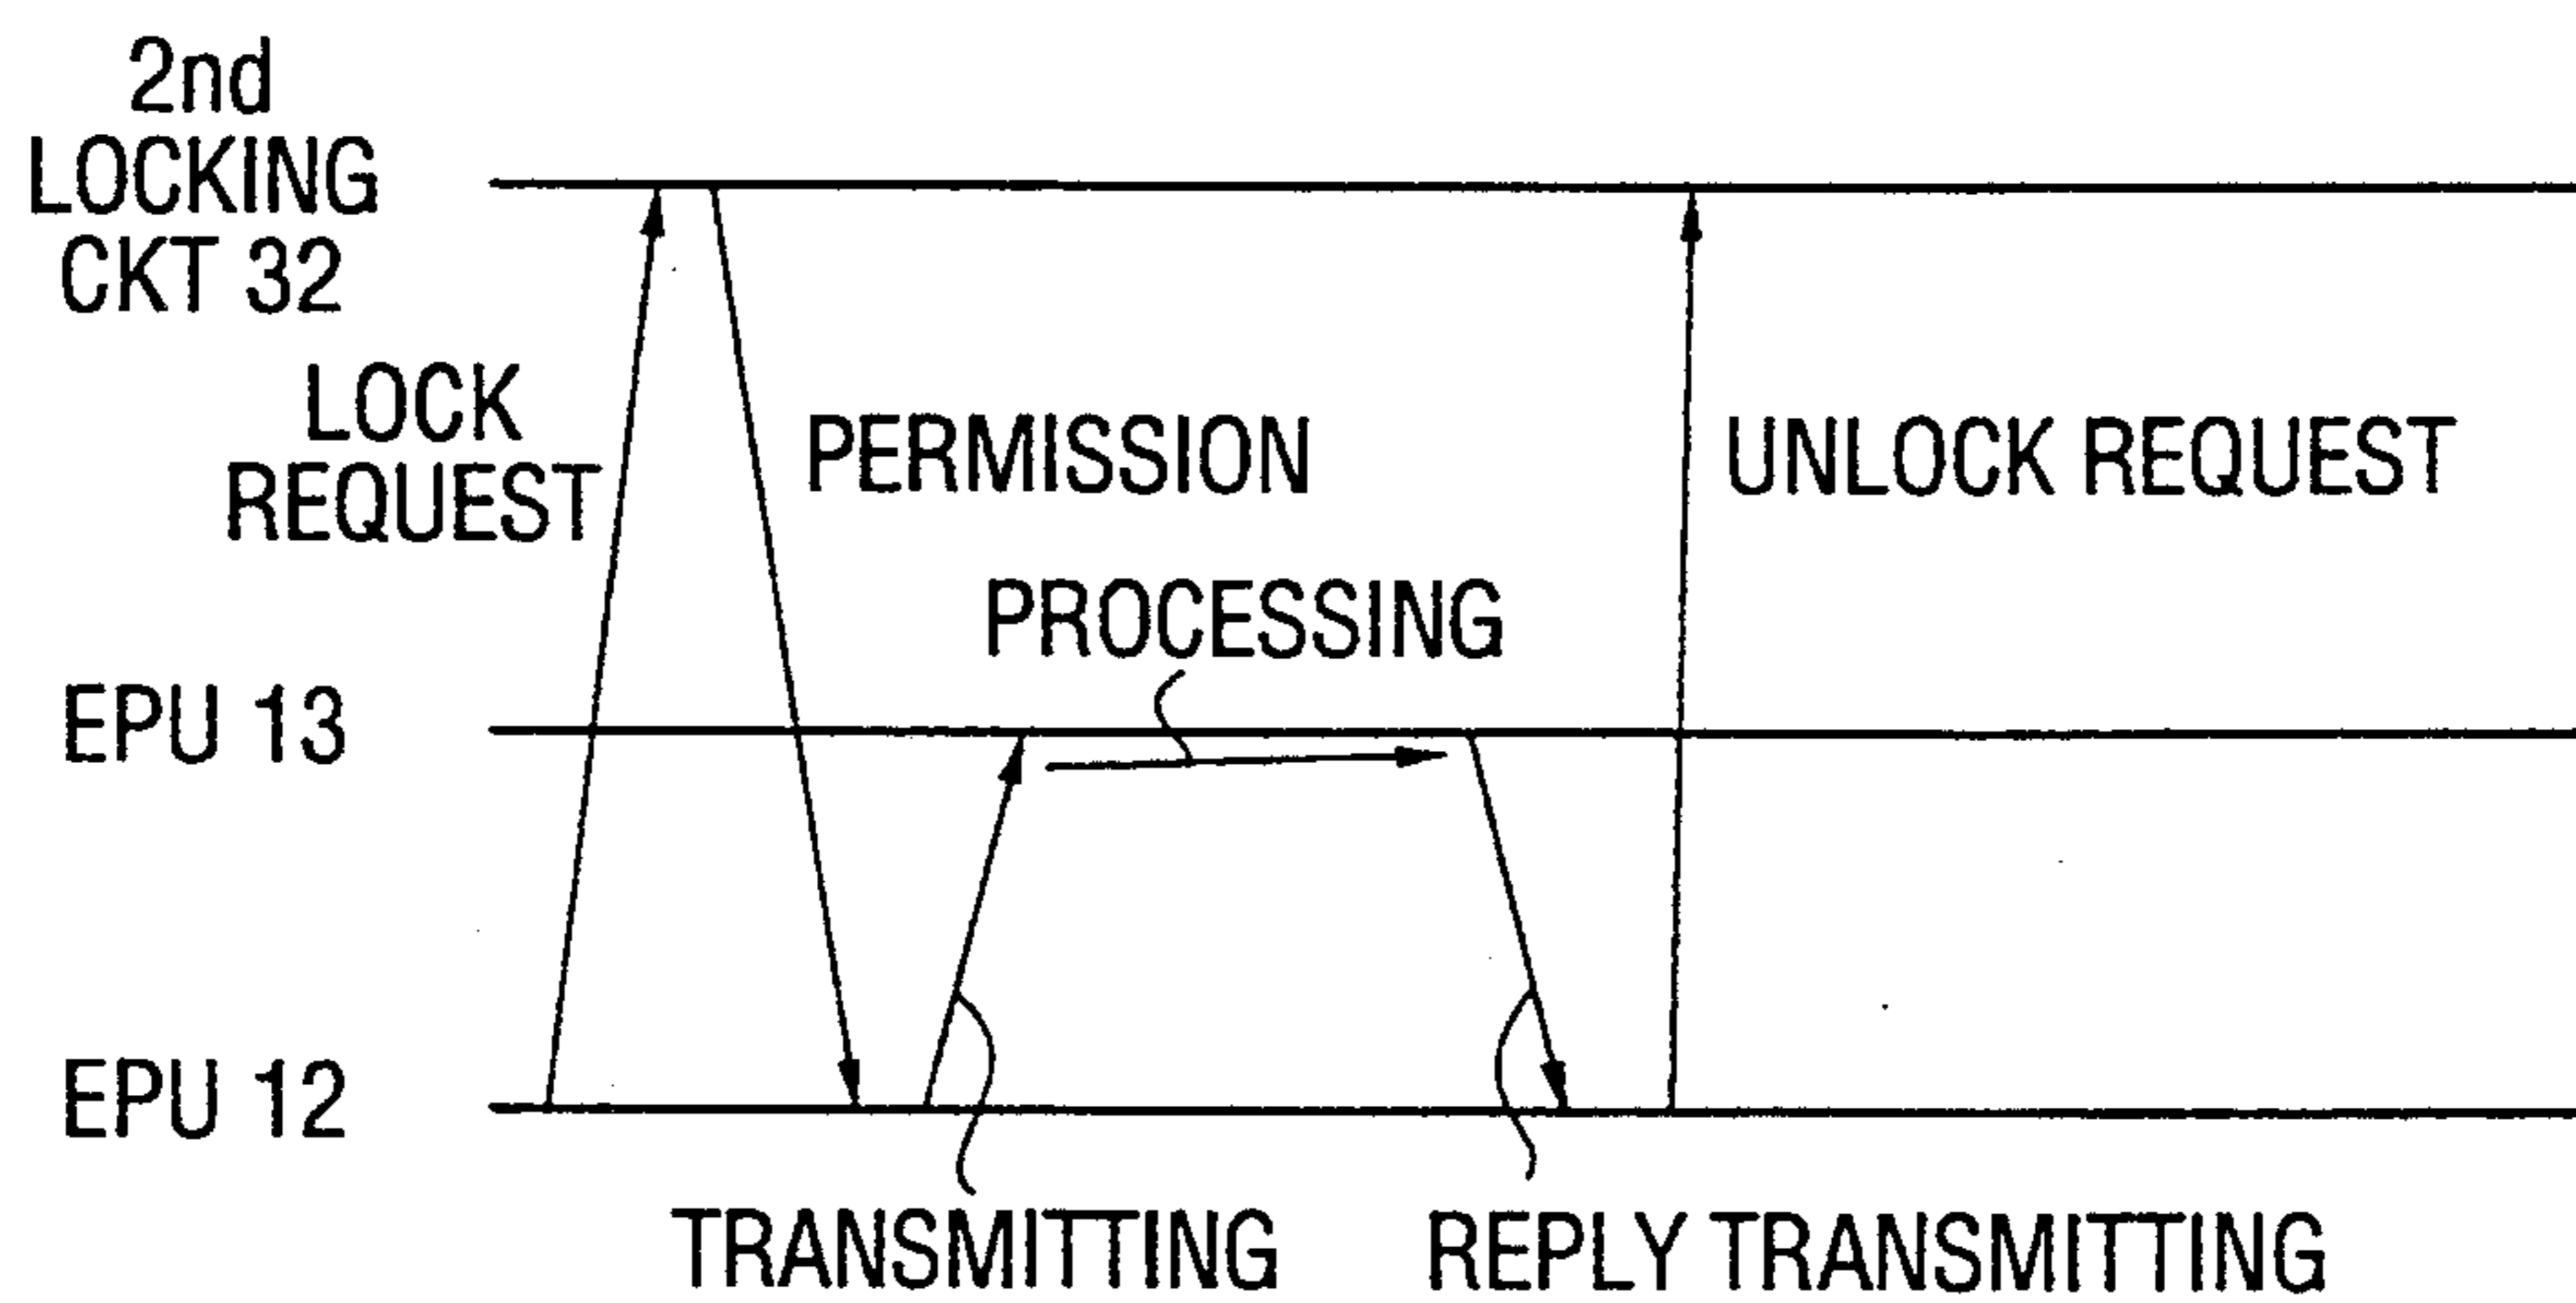 2nd
LOCKING
CKT 32
LOCK
REQUEST
PERMISSION
UNLOCK REQUEST
PROCESSING
EPU 13
EPU 12
TRANSMITTING
REPLY TRANSMITTING